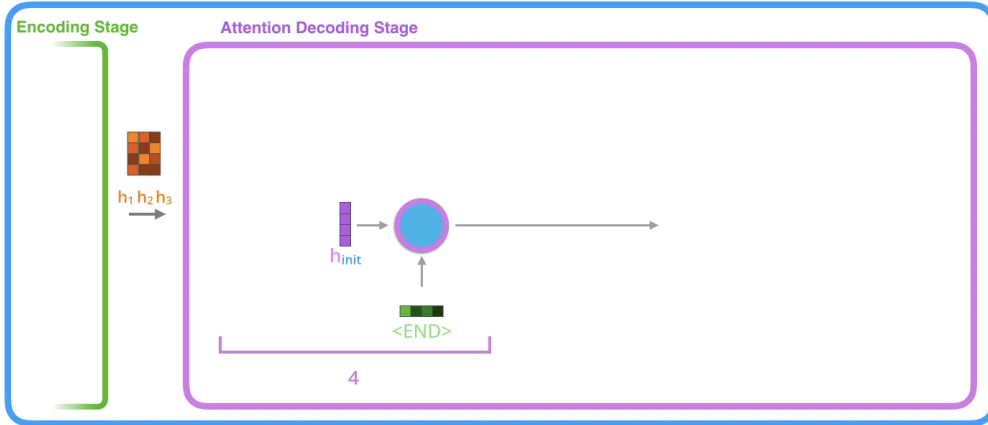 Encoding Stage
Attention Decoding Stage
h1 h2 h3
hinit
<END>
4